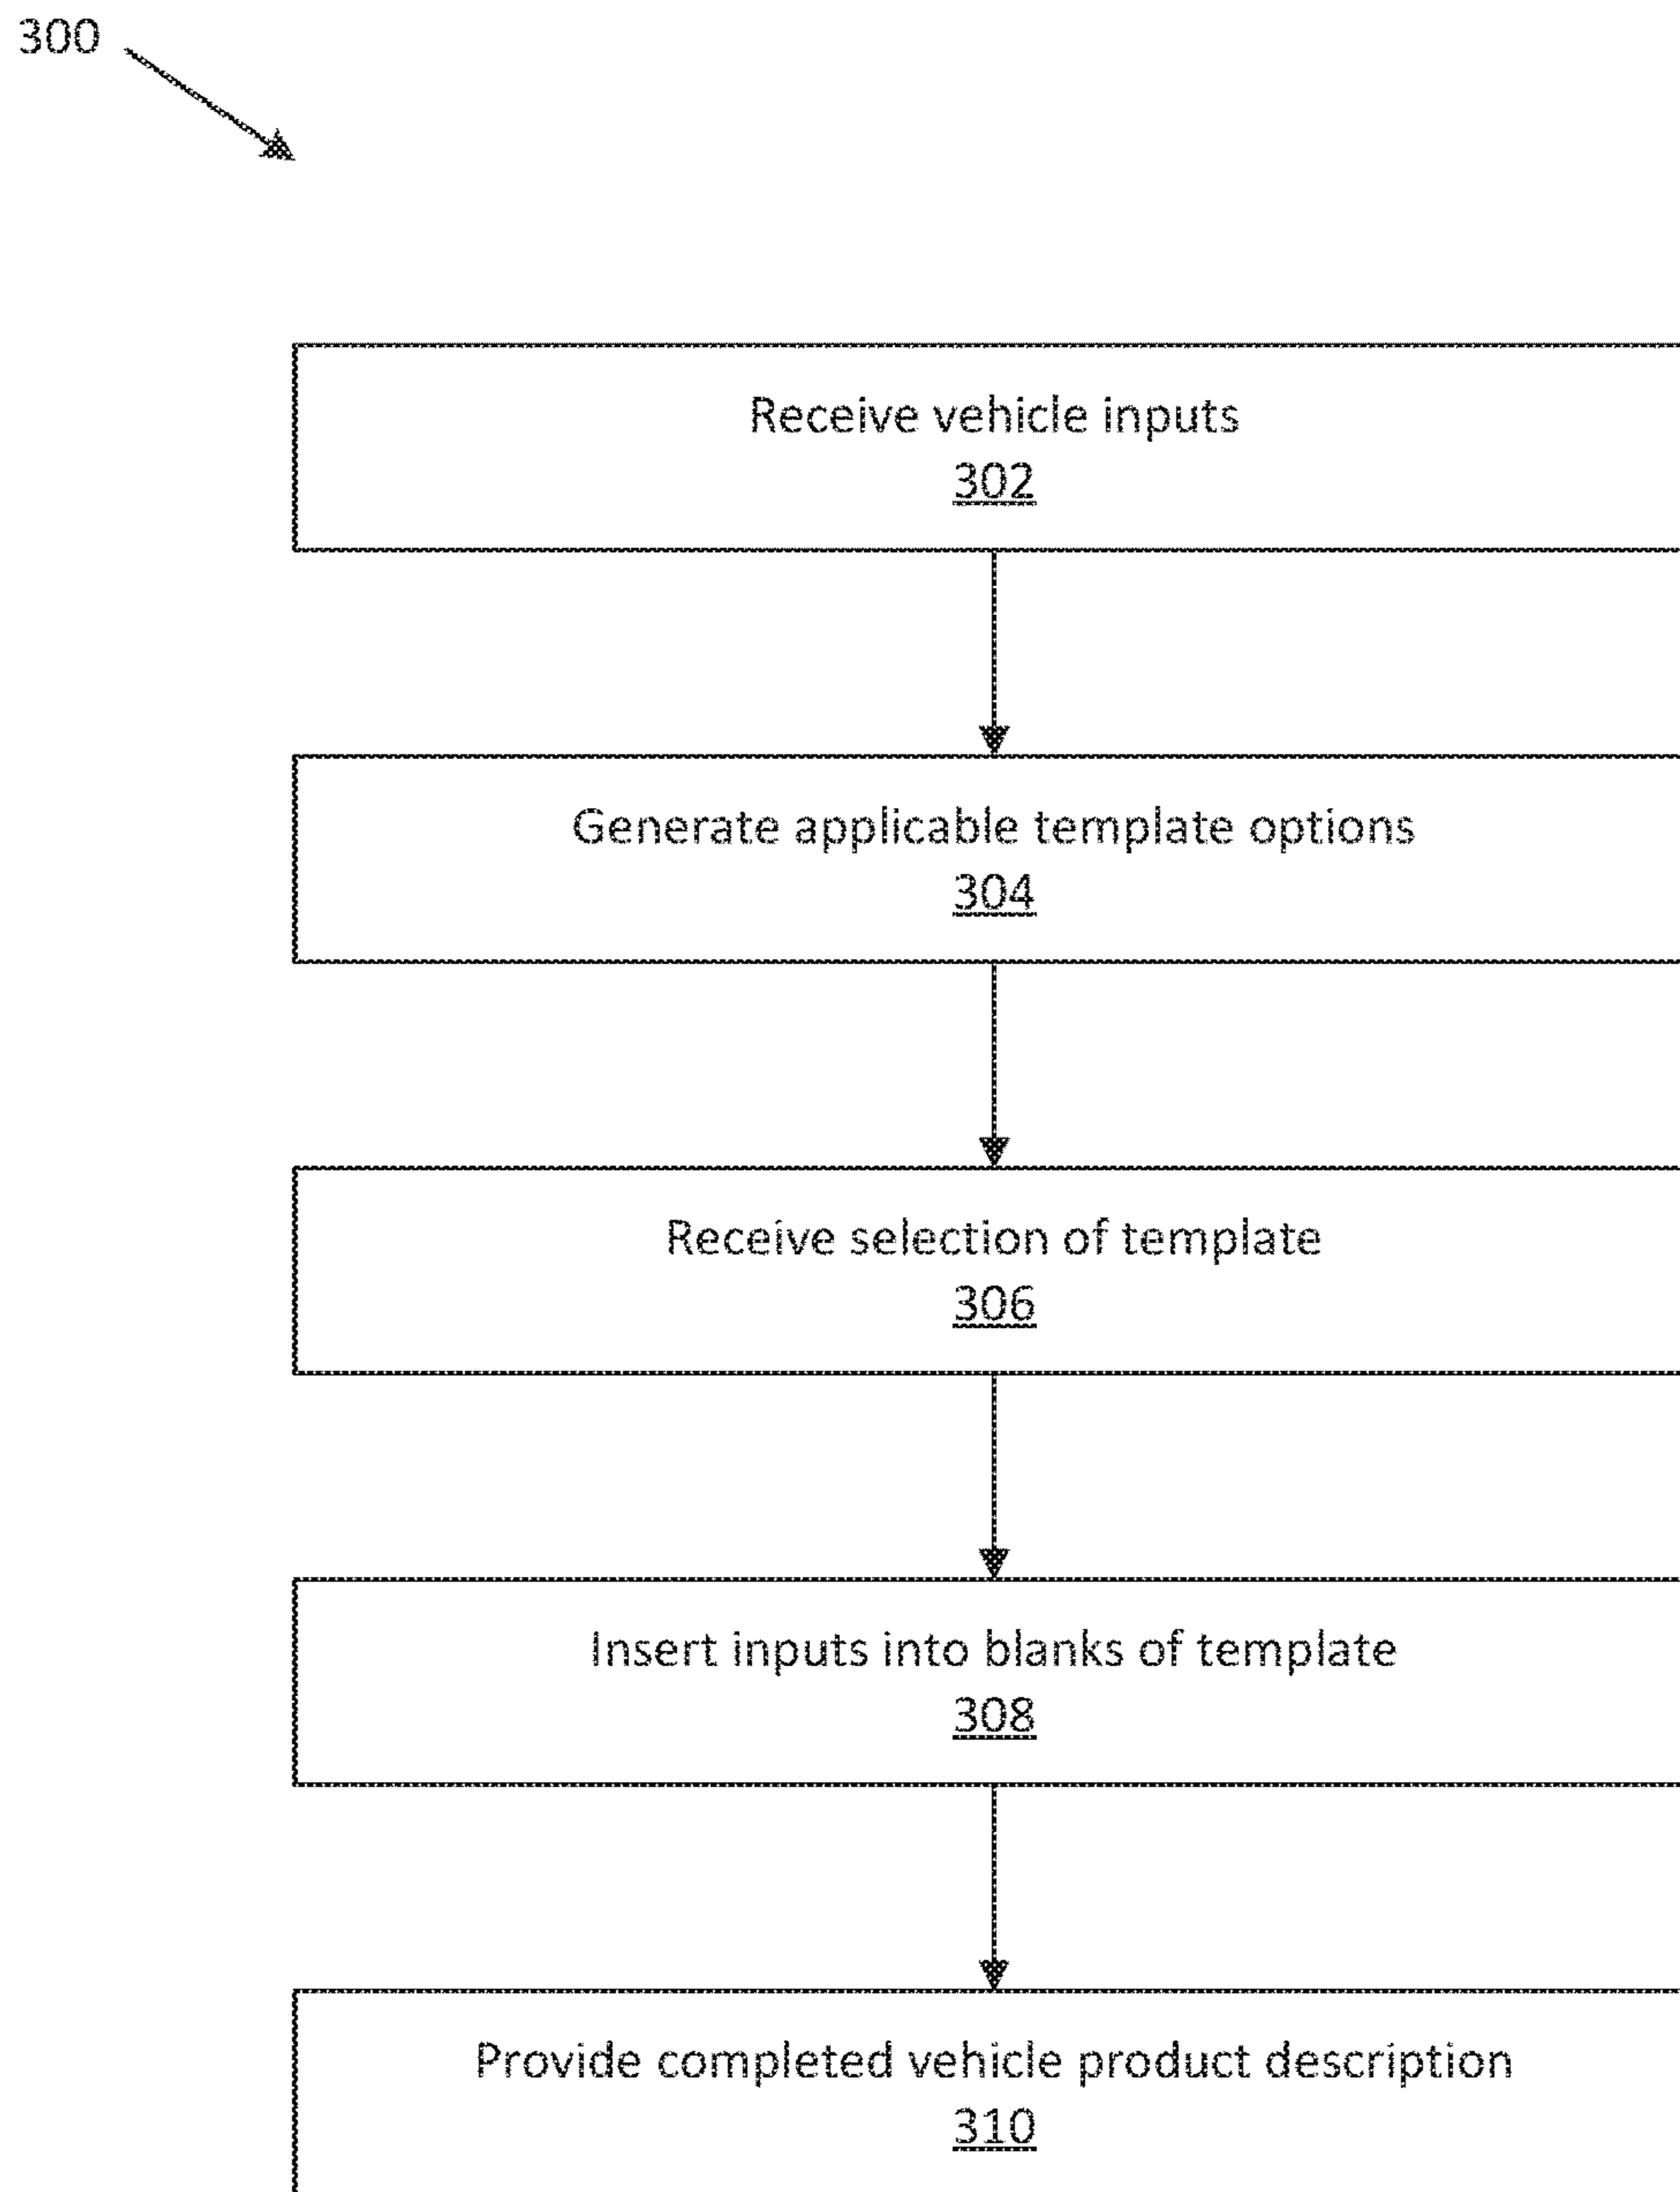 300
Receive vehicle inputs
302
Generate applicable template options
304
Receive selection of template
306
Insert inputs into blanks of template
308
Provide completed vehicle product description
310